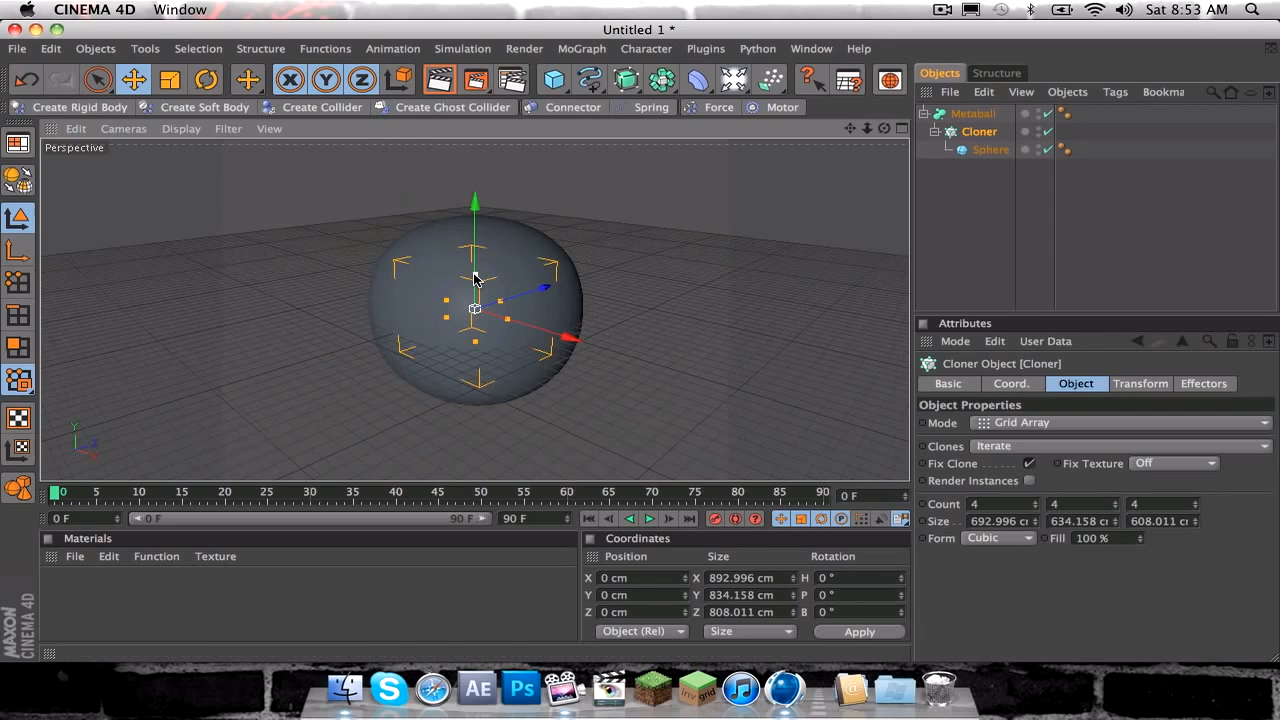 CINEMA 4D Window Sat 8:53 AM
Untitled 1 *
File Edit Objects Tools Selection Structure Functions Animation Simulation Render MoGraph Character Plugins Python Window Help
Objects Structure
File Edit View Objects Tags Bookma
X Y Z
Create Rigid Body Create Soft Body Create Collider Create Ghost Collider Connector Spring Force Motor
Edit Cameras Display Filter View
Perspective
Metaball
Cloner
Sphere
Y
Z
Attributes
Mode Edit User Data
Cloner Object [Cloner]
Basic Coord. Object Transform Effectors
Object Properties
Mode Grid Array
Clones Iterate
Fix Clone Fix Texture Off
Render Instances
Count 4 4 4
Size 692.996 cm 634.158 cm 608.011 cm
Form Cubic Fill 100 %
0 5 10 15 20 25 30 35 40 45 50 55 60 65 70 75 80 85 90 0 F
0 F 0 F 90 F 90 F
P
Materials
File Edit Function Texture
Coordinates
Position Size Rotation
X 0 cm X 892.996 cm H 0 °
Y 0 cm Y 834.158 cm P 0 °
Z 0 cm Z 808.011 cm B 0 °
Object (Rel) Size Apply
MAXON
CINEMA 4D
AE Ps inv grid